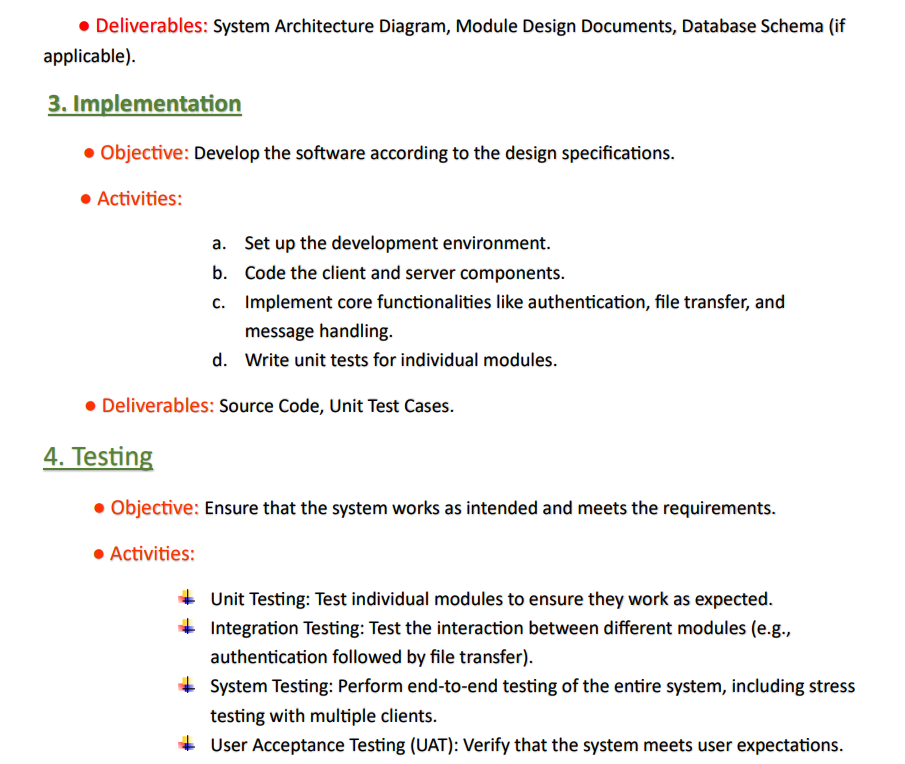 ● Deliverables: System Architecture Diagram, Module Design Documents, Database Schema (if
applicable).
3. Implementation
● Objective: Develop the software according to the design specifications.
● Activities:
a. Set up the development environment.
b. Code the client and server components.
c. Implement core functionalities like authentication, file transfer, and
message handling.
d. Write unit tests for individual modules.
● Deliverables: Source Code, Unit Test Cases.
4. Testing
● Objective: Ensure that the system works as intended and meets the requirements.
● Activities:
Unit Testing: Test individual modules to ensure they work as expected.
Integration Testing: Test the interaction between different modules (e.g.,
authentication followed by file transfer).
System Testing: Perform end-to-end testing of the entire system, including stress
testing with multiple clients.
User Acceptance Testing (UAT): Verify that the system meets user expectations.